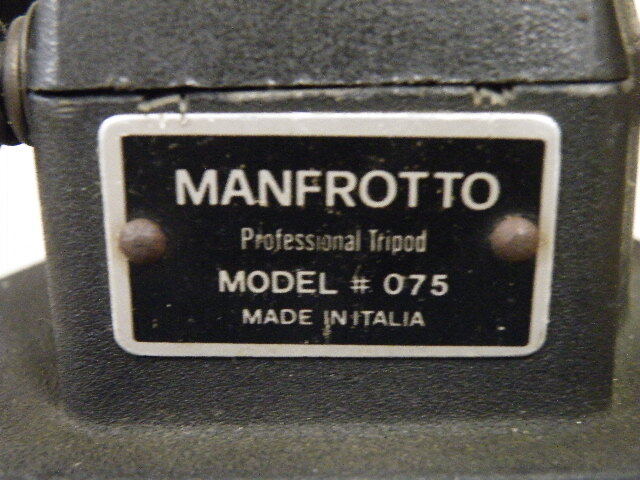 MANFROTTO
Professional Tripod
MODEL # 075
MADE IN ITALIA